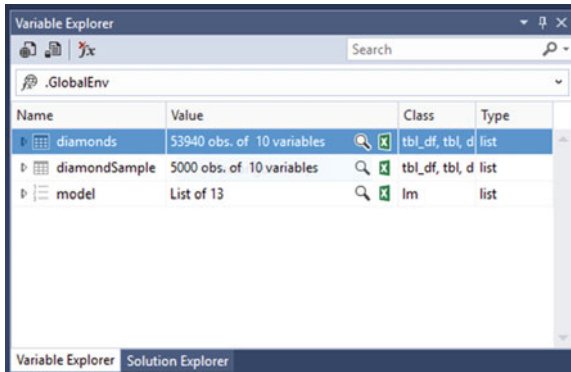 Variable Explorer
Search
.GlobalEnv
Name Value Class Type
diamonds 53940 obs. of 10 variables tbl_df, tbl, d list
diamondSample 5000 obs. of 10 variables tbl_df, tbl, d list
model List of 13 lm list
Variable Explorer Solution Explorer